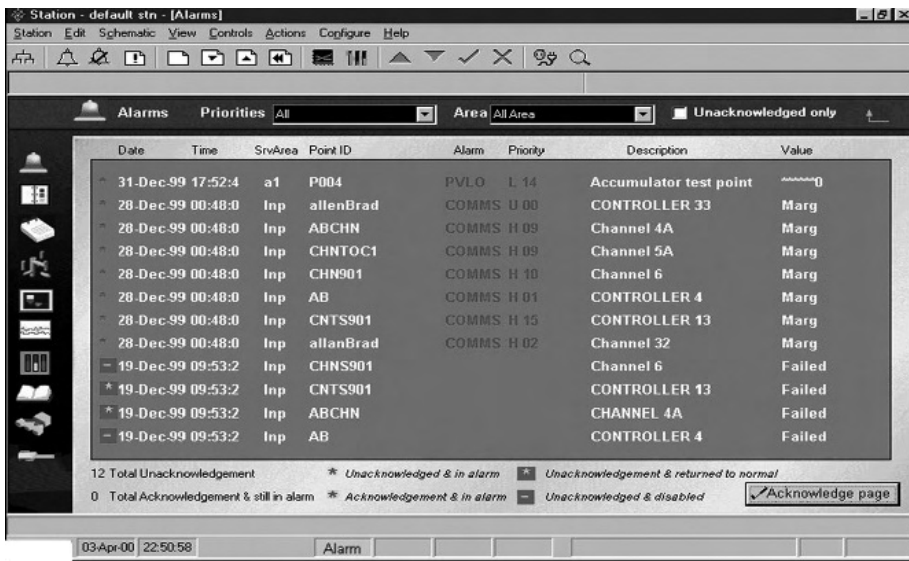 Station - default stn - [Alarms]
Station Edit Schematic View Controls Actions Configure Help
Alarms Priorities All Area All Area Unacknowledged only
Date Time SrvArea Point ID Alarm Priority Description Value
31-Dec-99 17:52:4 a1 P004 PVLO L 14 Accumulator test point ^^^^^^0
28-Dec-99 00:48:0 Inp allenBrad COMMS U 00 CONTROLLER 33 Marg
28-Dec-99 00:48:0 Inp ABCHN COMMS H 09 Channel 4A Marg
28-Dec-99 00:48:0 Inp CHNTOC1 COMMS H 09 Channel 5A Marg
28-Dec-99 00:48:0 Inp CHN901 COMMS H 10 Channel 6 Marg
28-Dec-99 00:48:0 Inp AB COMMS H 01 CONTROLLER 4 Marg
28-Dec-99 00:48:0 Inp CNTS901 COMMS H 15 CONTROLLER 13 Marg
28-Dec-99 00:48:0 Inp allanBrad COMMS H 02 Channel 32 Marg
- 19-Dec-99 09:53:2 Inp CHNS901 Channel 6 Failed
* 19-Dec-99 09:53:2 Inp CNTS901 CONTROLLER 13 Failed
* 19-Dec-99 09:53:2 Inp ABCHN CHANNEL 4A Failed
- 19-Dec-99 09:53:2 Inp AB CONTROLLER 4 Failed
12 Total Unacknowledgement * Unacknowledged & in alarm * Unacknowledgement & returned to normal
0 Total Acknowledgement & still in alarm * Acknowledgement & in alarm - Unacknowledged & disabled
Acknowledge page
03-Apr-00 22:50:58 Alarm